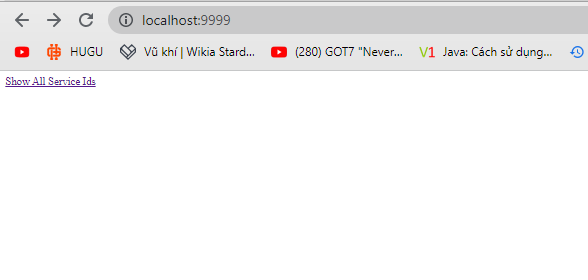 localhost:9999
HUGU Vũ khí | Wikia Stard... (280) GOT7 "Never... V1 Java: Cách sử dụng...
Show All Service Ids